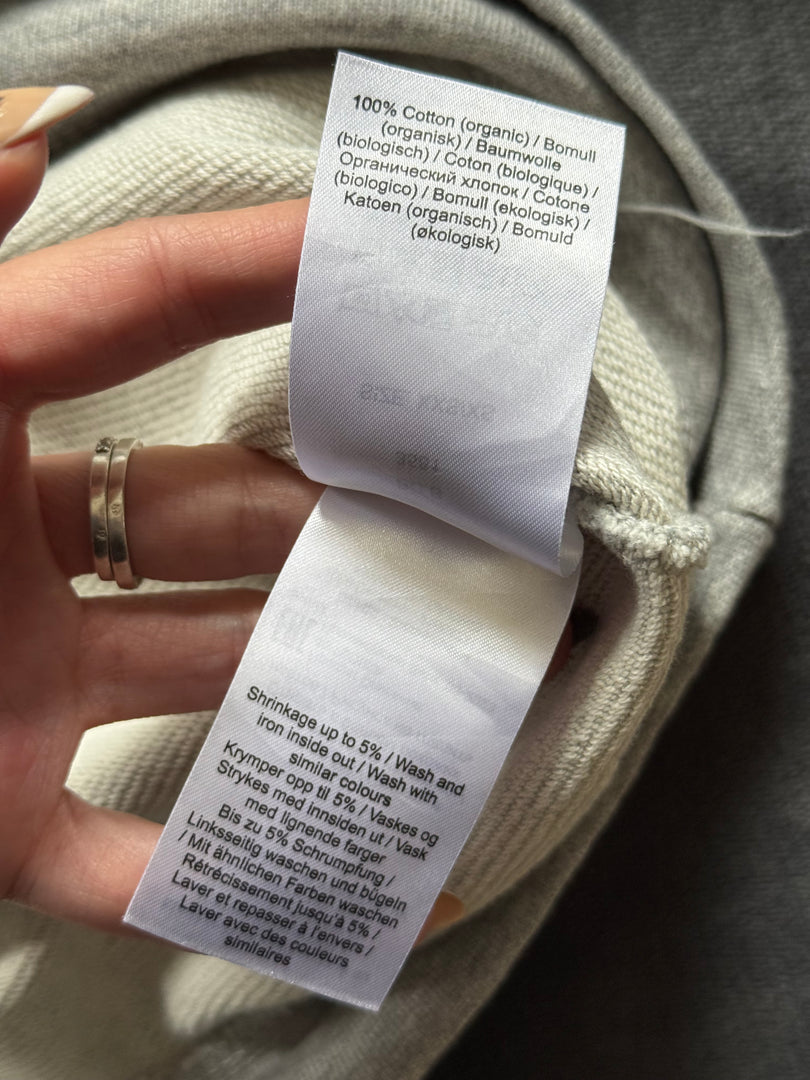 100% Cotton (organic) / Bomull
(organisk) / Baumwolle
(biologisch) / Coton (biologique) /
Органический хлопок / Cotone
(biologico) / Bomull (ekologisk) /
Katoen (organisch) / Bomuld
(økologisk)
SIZE: XS/XS
Shrinkage up to 5% / Wash and
iron inside out / Wash with
similar colours
Krymper opp til 5% / Vaskes og
Strykes med innsiden ut / Vask
med lignende farger
Bis zu 5% Schrumpfung /
Linksseitig waschen und bügeln
/ Mit ähnlichen Farben waschen
Rétrécissement jusqu'à 5% /
Laver et repasser à l'envers /
Laver avec des couleurs
similaires